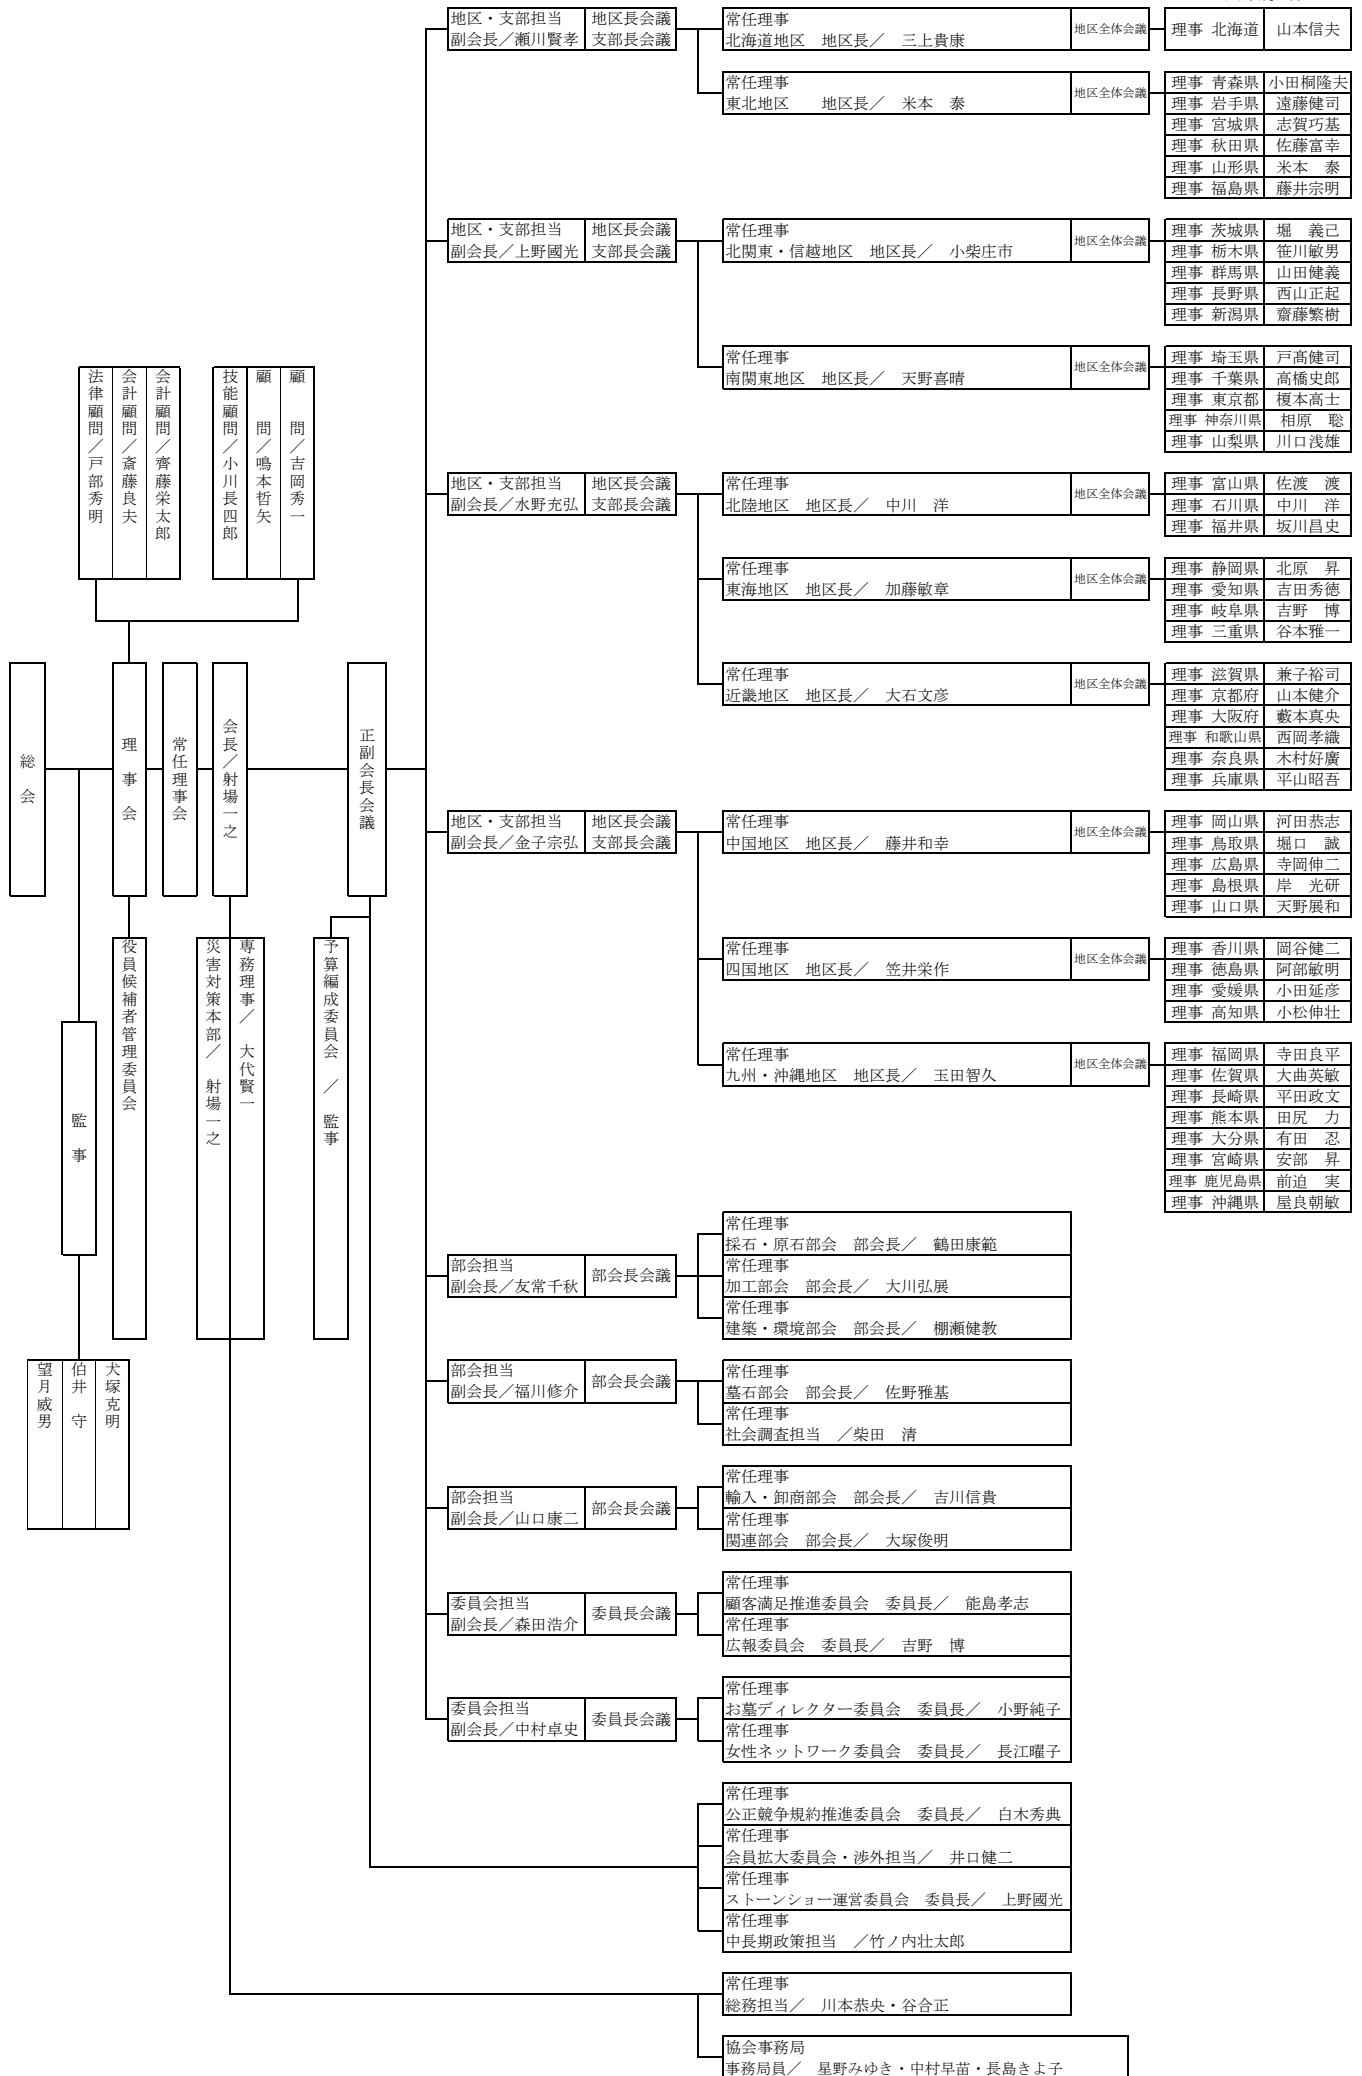 総　会
監　事
犬塚克明
伯井　守
望月威男
理　事　会
顧　　問／吉岡秀一
顧　　問／鳴本哲矢
技能顧問／小川長四郎
会計顧問／齊藤栄太郎
会計顧問／斎藤良夫
法律顧問／戸部秀明
役員候補者管理委員会
常任理事会
会長／射場一之
専務理事／　大代賢一
災害対策本部／　射場一之
正副会長会議
予算編成委員会　／　監事
地区・支部担当
副会長／瀬川賢孝
地区長会議
支部長会議
常任理事
北海道地区　地区長／　三上貴康
地区全体会議
理事 北海道 山本信夫
常任理事
東北地区　　地区長／　米本　泰
地区全体会議
理事 青森県 小田桐隆夫
理事 岩手県 遠藤健司
理事 宮城県 志賀巧基
理事 秋田県 佐藤富幸
理事 山形県 米本　泰
理事 福島県 藤井宗明
地区・支部担当
副会長／上野國光
地区長会議
支部長会議
常任理事
北関東・信越地区　地区長／　小柴庄市
地区全体会議
理事 茨城県 堀　義己
理事 栃木県 笹川敏男
理事 群馬県 山田健義
理事 長野県 西山正起
理事 新潟県 齋藤繁樹
常任理事
南関東地区　地区長／　天野喜晴
地区全体会議
理事 埼玉県 戸髙健司
理事 千葉県 高橋史郎
理事 東京都 榎本高士
理事 神奈川県 相原　聡
理事 山梨県 川口浅雄
地区・支部担当
副会長／水野充弘
地区長会議
支部長会議
常任理事
北陸地区　地区長／　中川　洋
地区全体会議
理事 富山県 佐渡　渡
理事 石川県 中川　洋
理事 福井県 坂川昌史
常任理事
東海地区　地区長／　加藤敏章
地区全体会議
理事 静岡県 北原　昇
理事 愛知県 吉田秀徳
理事 岐阜県 吉野　博
理事 三重県 谷本雅一
常任理事
近畿地区　地区長／　大石文彦
地区全体会議
理事 滋賀県 兼子裕司
理事 京都府 山本健介
理事 大阪府 藪本真央
理事 和歌山県 西岡孝織
理事 奈良県 木村好廣
理事 兵庫県 平山昭吾
地区・支部担当
副会長／金子宗弘
地区長会議
支部長会議
常任理事
中国地区　地区長／　藤井和幸
地区全体会議
理事 岡山県 河田恭志
理事 鳥取県 堀口　誠
理事 広島県 寺岡伸二
理事 島根県 岸　光研
理事 山口県 天野展和
常任理事
四国地区　地区長／　笠井栄作
地区全体会議
理事 香川県 岡谷健二
理事 徳島県 阿部敏明
理事 愛媛県 小田延彦
理事 高知県 小松伸壮
常任理事
九州・沖縄地区　地区長／　玉田智久
地区全体会議
理事 福岡県 寺田良平
理事 佐賀県 大曲英敏
理事 長崎県 平田政文
理事 熊本県 田尻　力
理事 大分県 有田　忍
理事 宮崎県 安部　昇
理事 鹿児島県 前迫　実
理事 沖縄県 屋良朝敏
部会担当
副会長／友常千秋
部会長会議
常任理事
採石・原石部会　部会長／　鶴田康範
常任理事
加工部会　部会長／　大川弘展
常任理事
建築・環境部会　部会長／　棚瀬健教
部会担当
副会長／福川修介
部会長会議
常任理事
墓石部会　部会長／　佐野雅基
常任理事
社会調査担当　／柴田　清
部会担当
副会長／山口康二
部会長会議
常任理事
輸入・卸商部会　部会長／　吉川信貴
常任理事
関連部会　部会長／　大塚俊明
委員会担当
副会長／森田浩介
委員長会議
常任理事
顧客満足推進委員会　委員長／　能島孝志
常任理事
広報委員会　委員長／　吉野　博
委員会担当
副会長／中村卓史
委員長会議
常任理事
お墓ディレクター委員会　委員長／　小野純子
常任理事
女性ネットワーク委員会　委員長／　長江曜子
常任理事
公正競争規約推進委員会　委員長／　白木秀典
常任理事
会員拡大委員会・渉外担当／　井口健二
常任理事
ストーンショー運営委員会　委員長／　上野國光
常任理事
中長期政策担当　／竹ノ内壮太郎
常任理事
総務担当／　川本恭央・谷合正
協会事務局
事務局員／　星野みゆき・中村早苗・長島きよ子